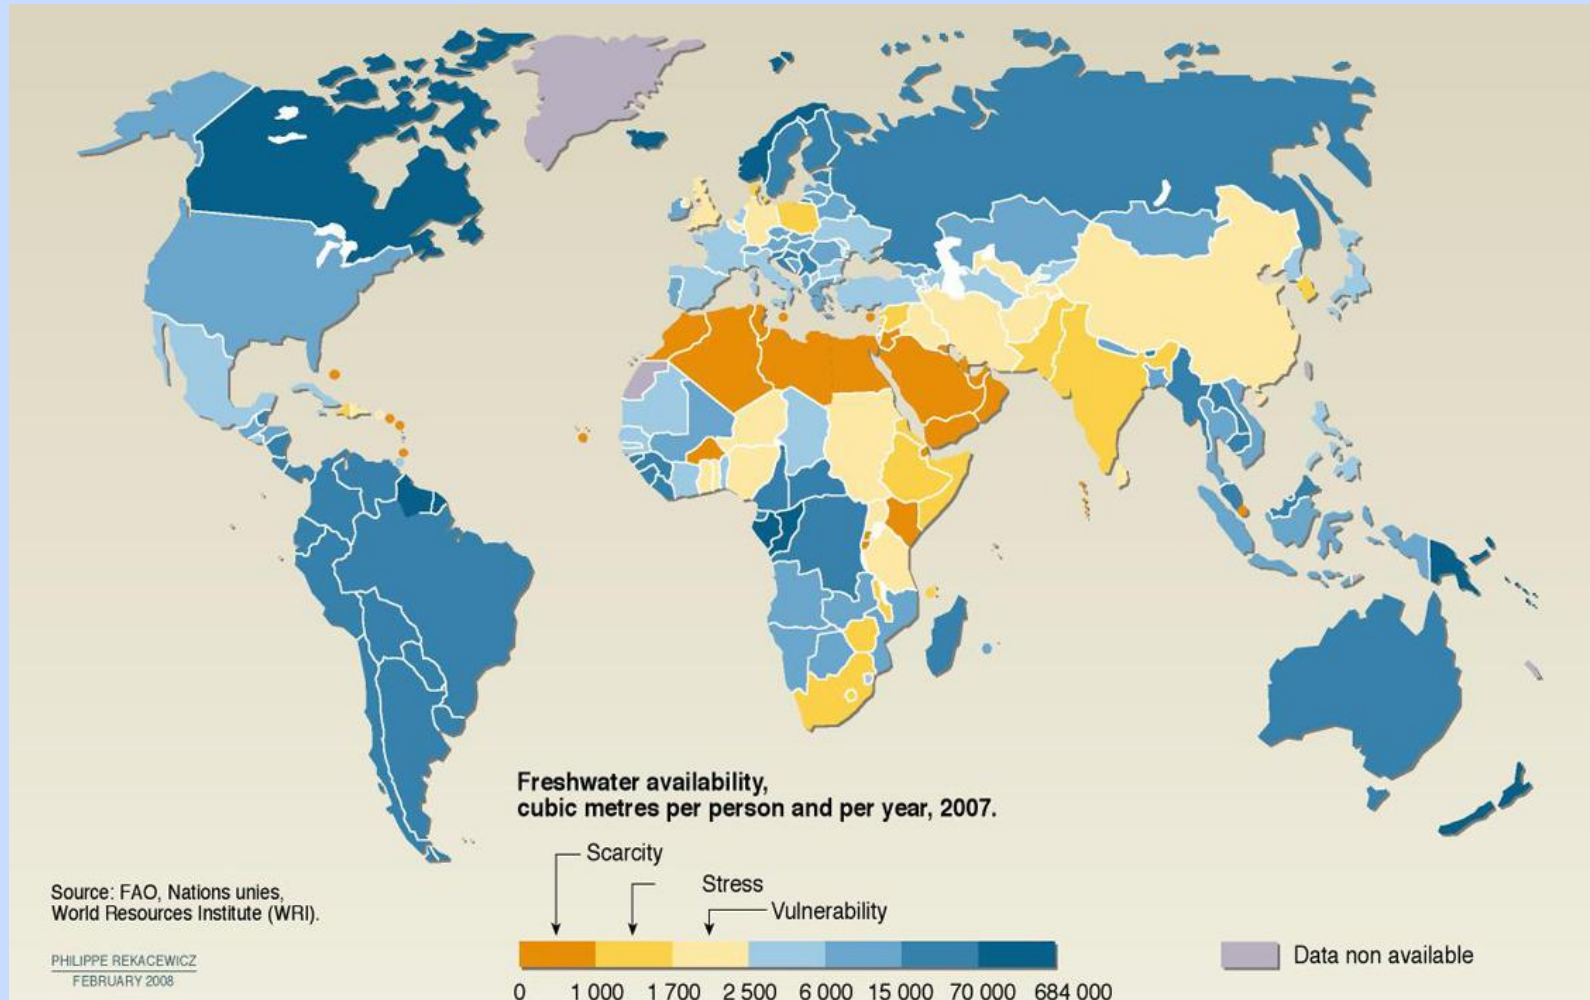 Freshwater availability,
cubic metres per person and per year, 2007.
Scarcity
Stress
Vulnerability
0 1 000 1 700 2 500 6 000 15 000 70 000 684 000
Data non available
Source: FAO, Nations unies,
World Resources Institute (WRI).
PHILIPPE REKACEWICZ
FEBRUARY 2008